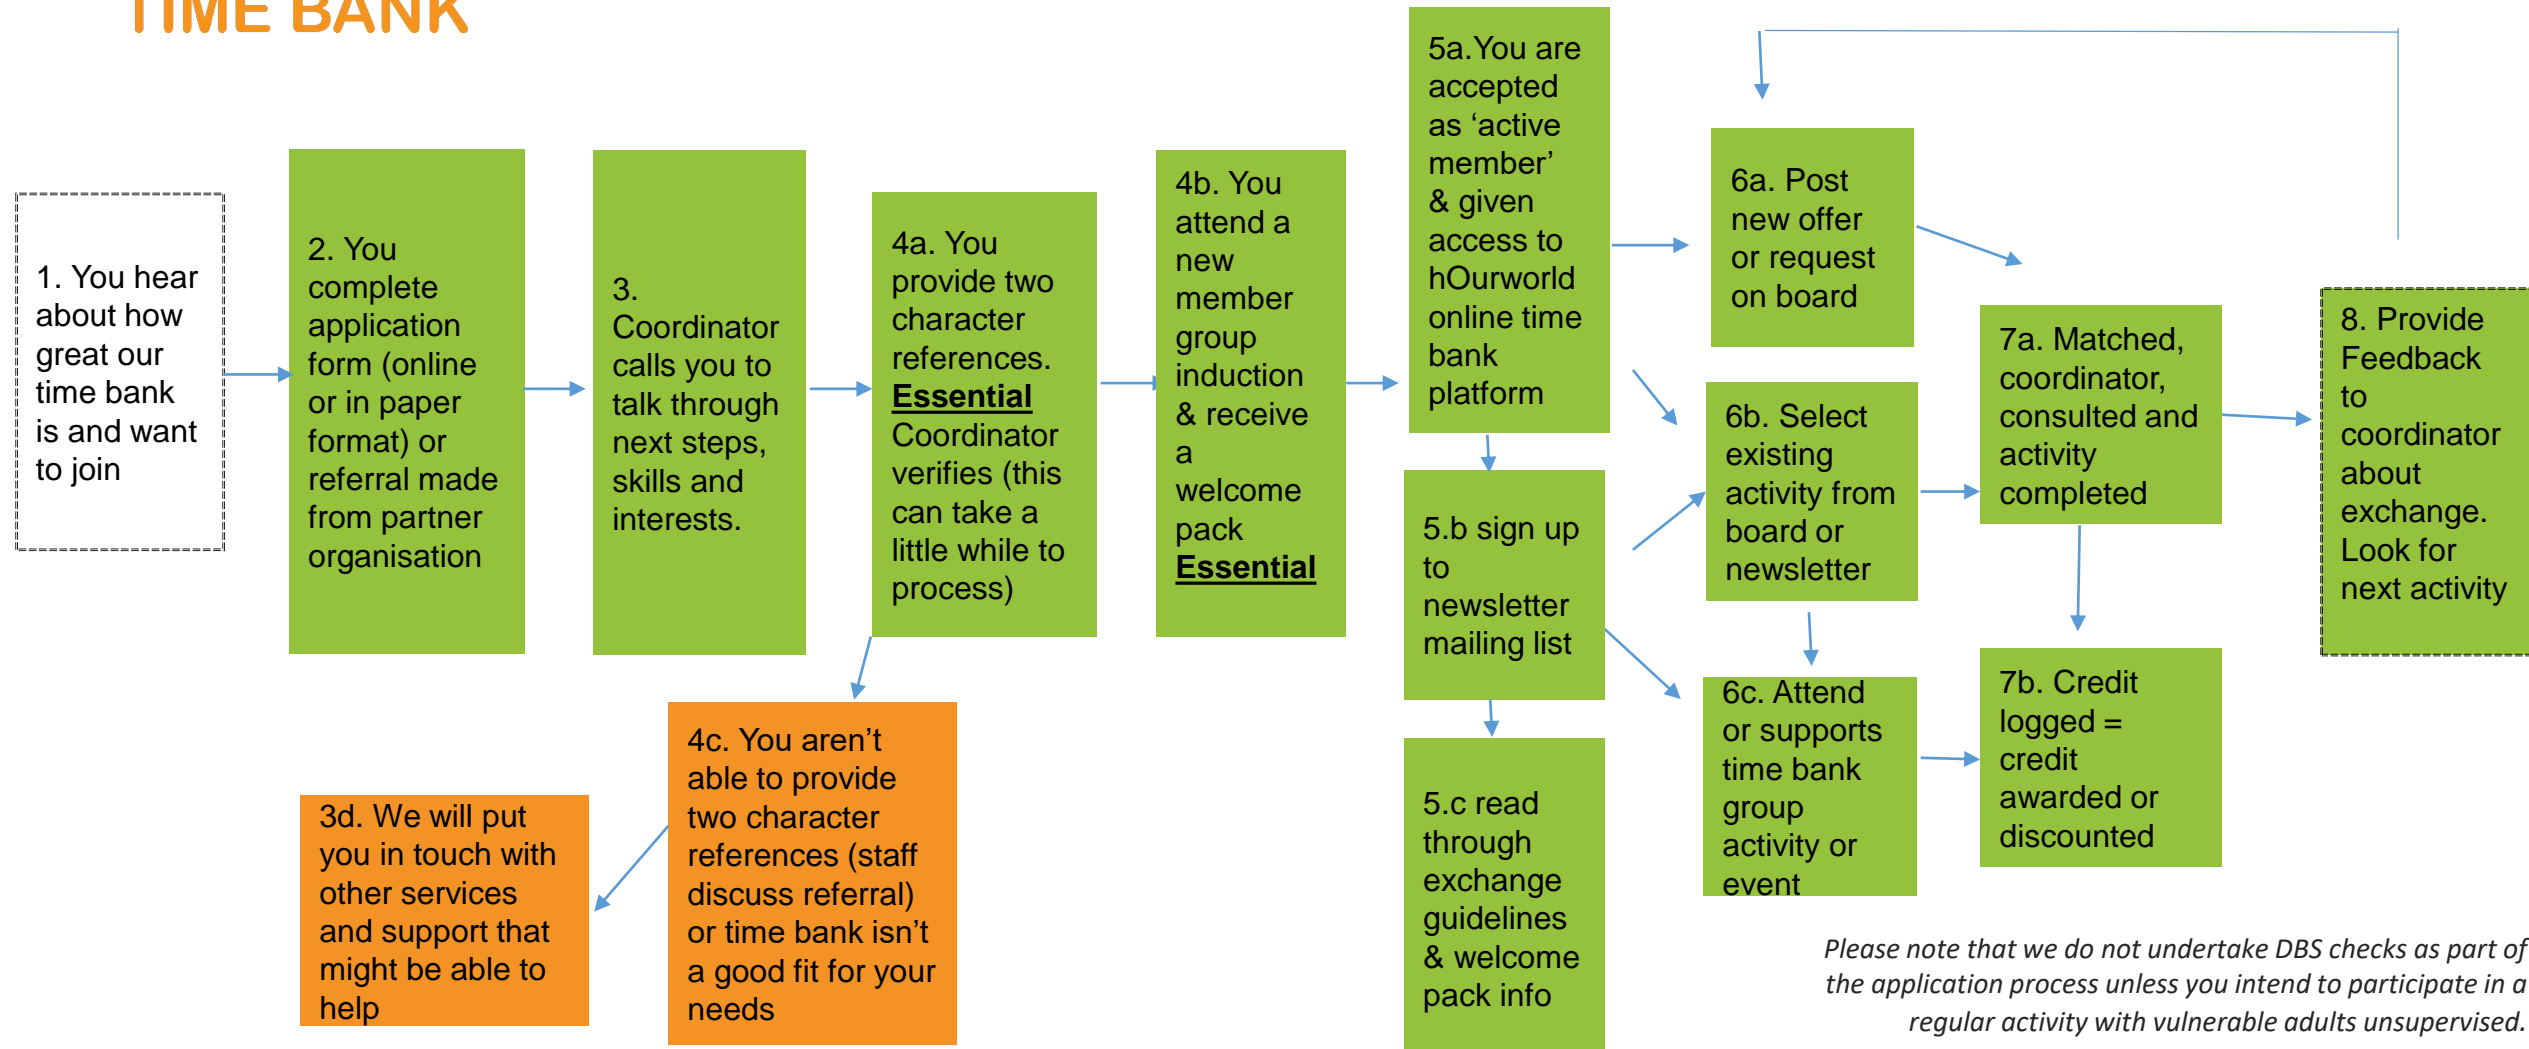 TIME BANK
1. You hear
about how
great our
time bank
is and want
to join
2. You
complete
application
form (online
or in paper
format) or
referral made
from partner
organisation
3.
Coordinator
calls you to
talk through
next steps,
skills and
interests.
4a. You
provide two
character
references.
Essential
Coordinator
verifies (this
can take a
little while to
process)
4b. You
attend a
new
member
group
induction
& receive
a
welcome
pack
Essential
4c. You aren’t
able to provide
two character
references (staff
discuss referral)
or time bank isn’t
a good fit for your
needs
3d. We will put
you in touch with
other services
and support that
might be able to
help
5a.You are
accepted
as ‘active
member’
& given
access to
hOurworld
online time
bank
platform
5.b sign up
to
newsletter
mailing list
5.c read
through
exchange
guidelines
& welcome
pack info
6a. Post
new offer
or request
on board
6b. Select
existing
activity from
board or
newsletter
6c. Attend
or supports
time bank
group
activity or
event
7a. Matched,
coordinator,
consulted and
activity
completed
7b. Credit
logged =
credit
awarded or
discounted
8. Provide
Feedback
to
coordinator
about
exchange.
Look for
next activity
Please note that we do not undertake DBS checks as part of
the application process unless you intend to participate in a
regular activity with vulnerable adults unsupervised.